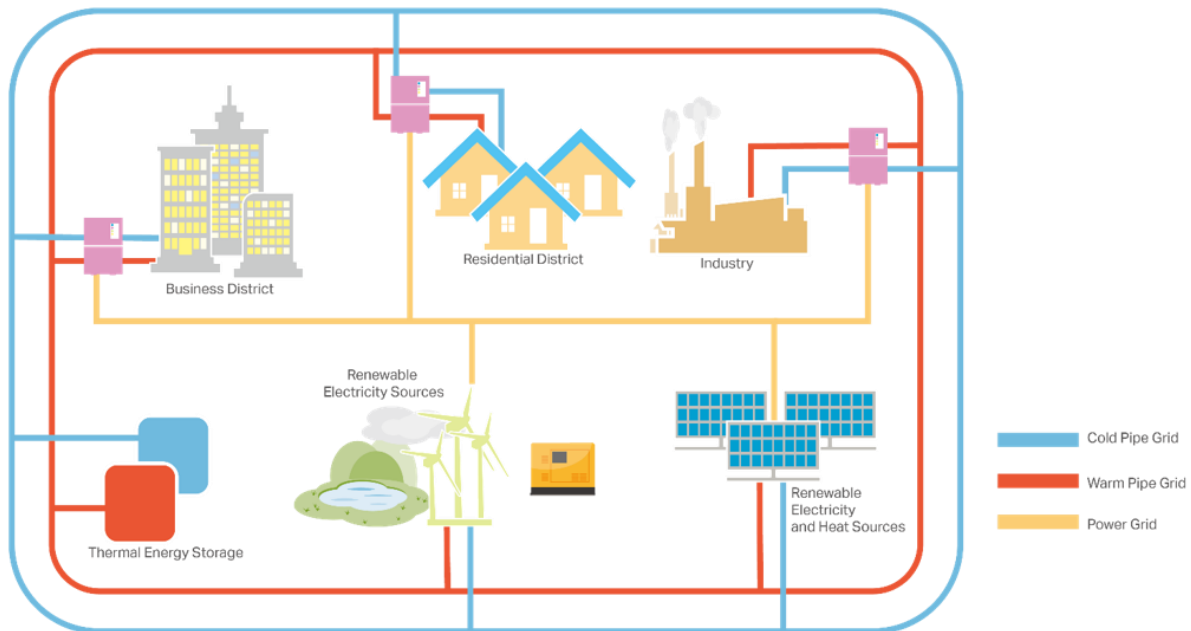 Business District
Residential District
Industry
Renewable
Electricity Sources
Thermal Energy Storage
Renewable
Electricity
and Heat Sources
Cold Pipe Grid
Warm Pipe Grid
Power Grid